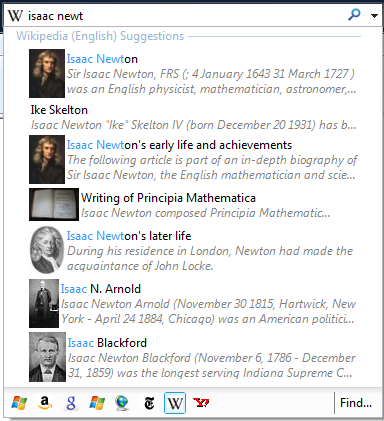 W isaac newt
Wikipedia (English) Suggestions
Isaac Newton
Sir Isaac Newton, FRS (; 4 January 1643 31 March 1727 )
was an English physicist, mathematician, astronomer,...
Ike Skelton
Isaac Newton "Ike" Skelton IV (born December 20 1931) has b...
Isaac Newton's early life and achievements
The following article is part of an in-depth biography of
Sir Isaac Newton, the English mathematician and scie...
Writing of Principia Mathematica
Isaac Newton composed Principia Mathematic...
Isaac Newton's later life
During his residence in London, Newton had made the
acquaintance of John Locke.
Isaac N. Arnold
Isaac Newton Arnold (November 30 1815, Hartwick, New
York - April 24 1884, Chicago) was an American politici...
Isaac Blackford
Isaac Newton Blackford (November 6, 1786 - December
31, 1859) was the longest serving Indiana Supreme C...
a g T W Y! Find...